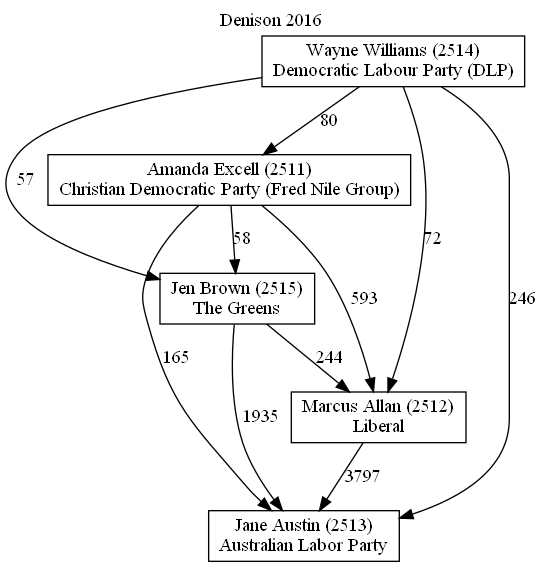 Denison 2016
Wayne Williams (2514)
Democratic Labour Party (DLP)
80
Amanda Excell (2511)
Christian Democratic Party (Fred Nile Group)
57
58
72
Jen Brown (2515)
The Greens
593
246
165
244
Marcus Allan (2512)
Liberal
1935
3797
Jane Austin (2513)
Australian Labor Party